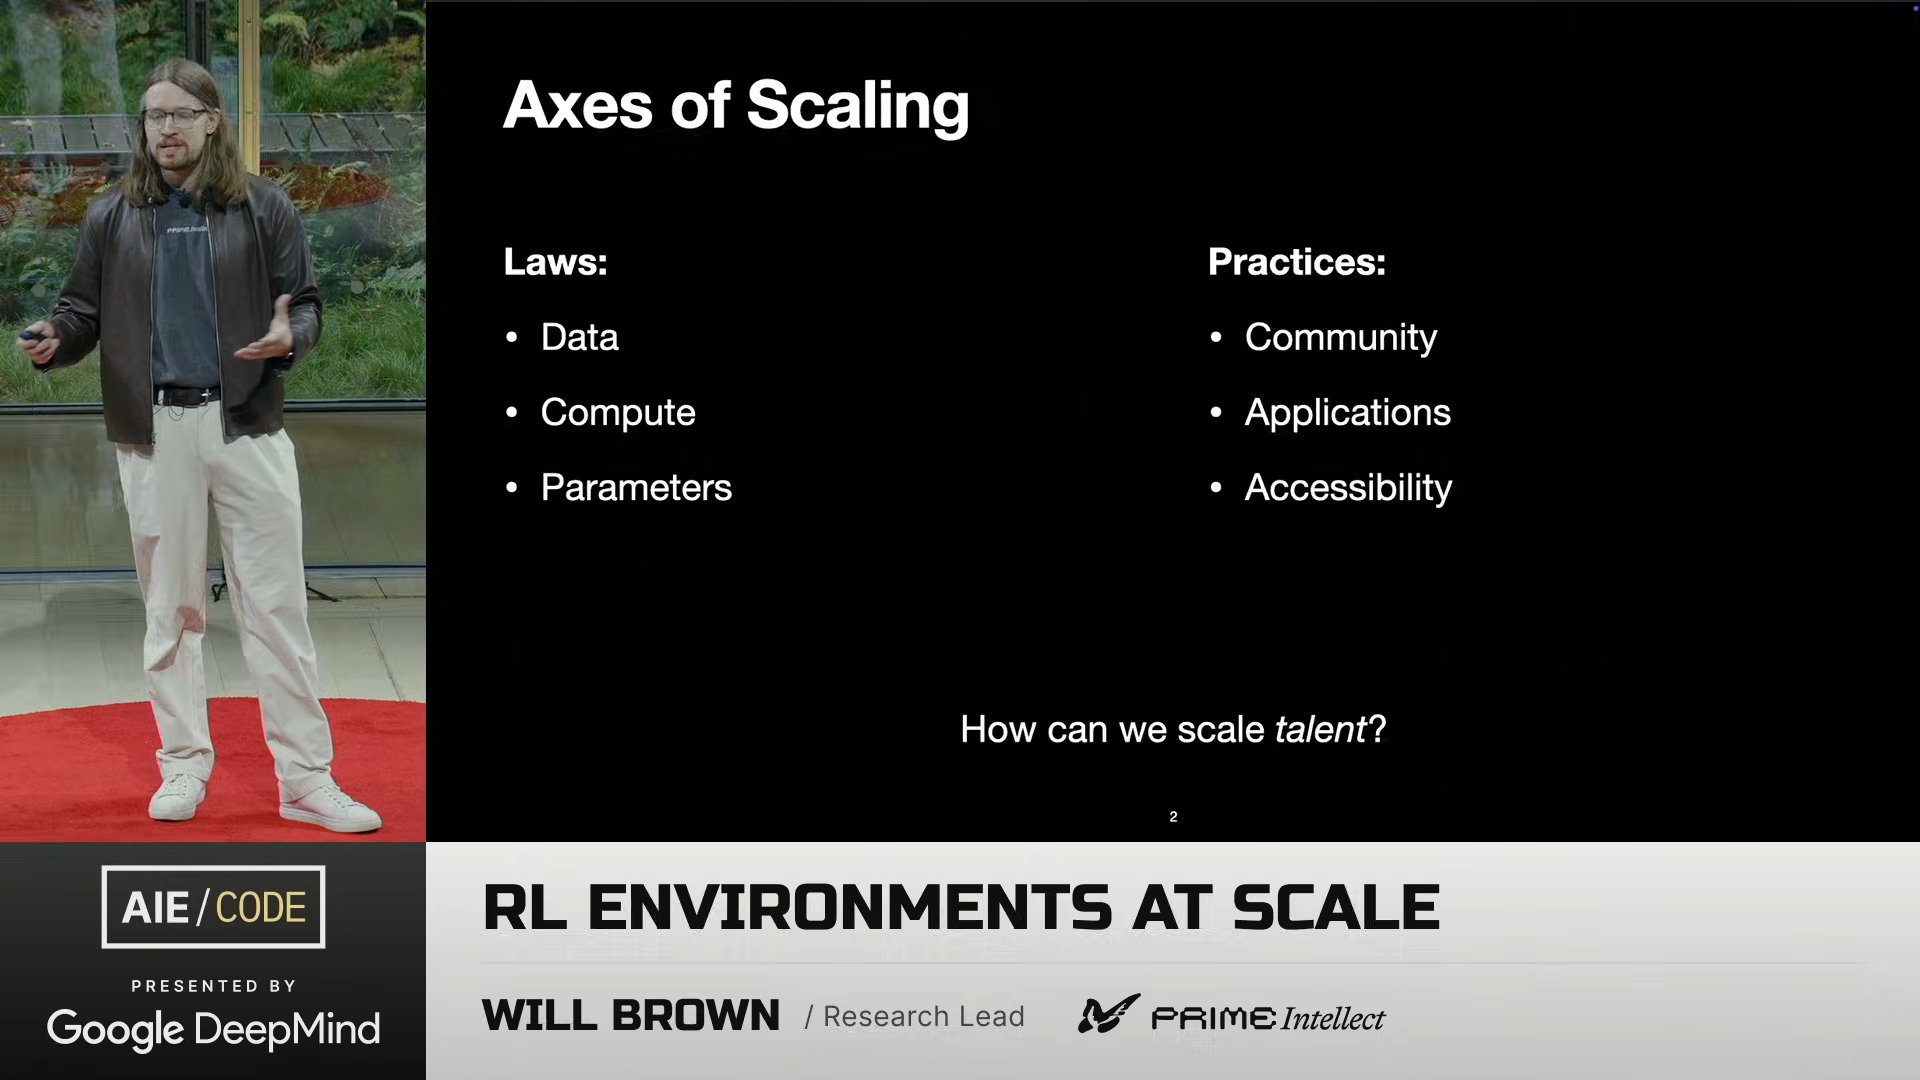 Axes of Scaling
Laws:
• Data
• Compute
• Parameters
Practices:
• Community
• Applications
• Accessibility
How can we scale talent?
2
AIE/CODE
PRESENTED BY
Google DeepMind
RL ENVIRONMENTS AT SCALE
WILL BROWN / Research Lead
PRIME Intellect